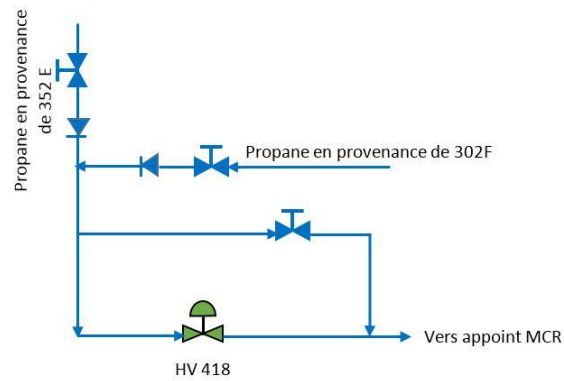 Propane en provenance
de 352 E
Propane en provenance de 302F
Vers appoint MCR
HV 418